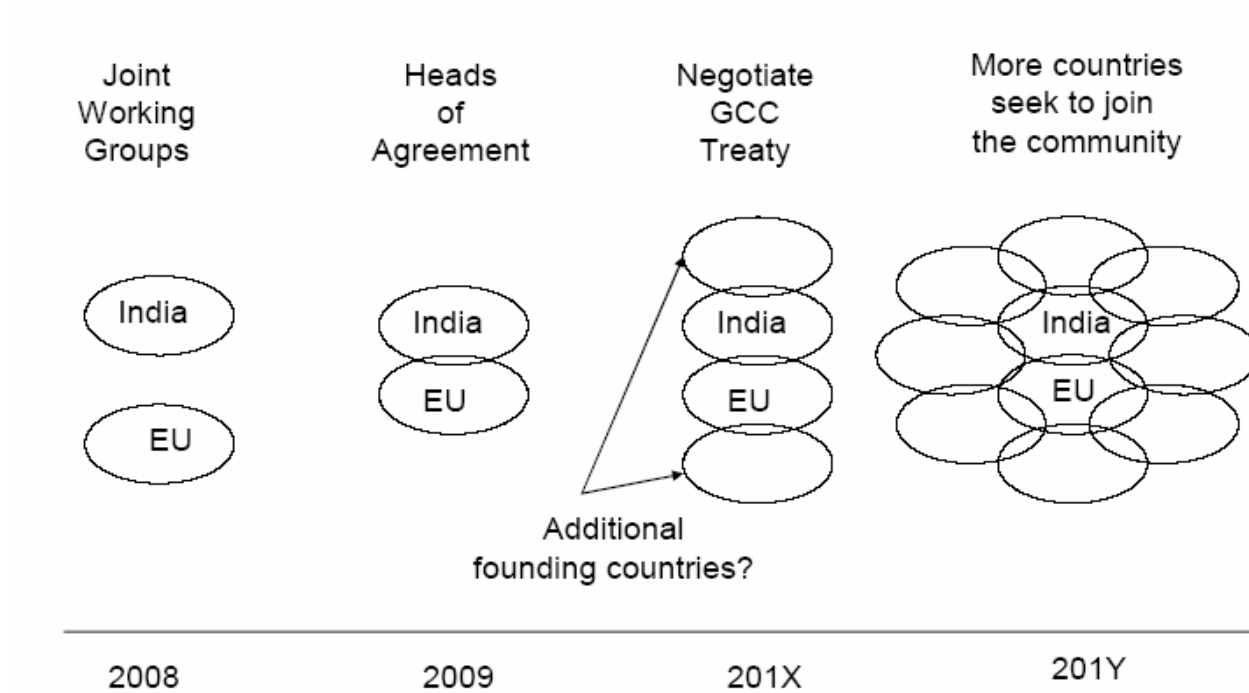 Joint
Working
Groups
Heads
of
Agreement
Negotiate
GCC
Treaty
More countries
seek to join
the community
India
EU
India
EU
India
EU
India
EU
Additional
founding countries?
2008
2009
201X
201Y